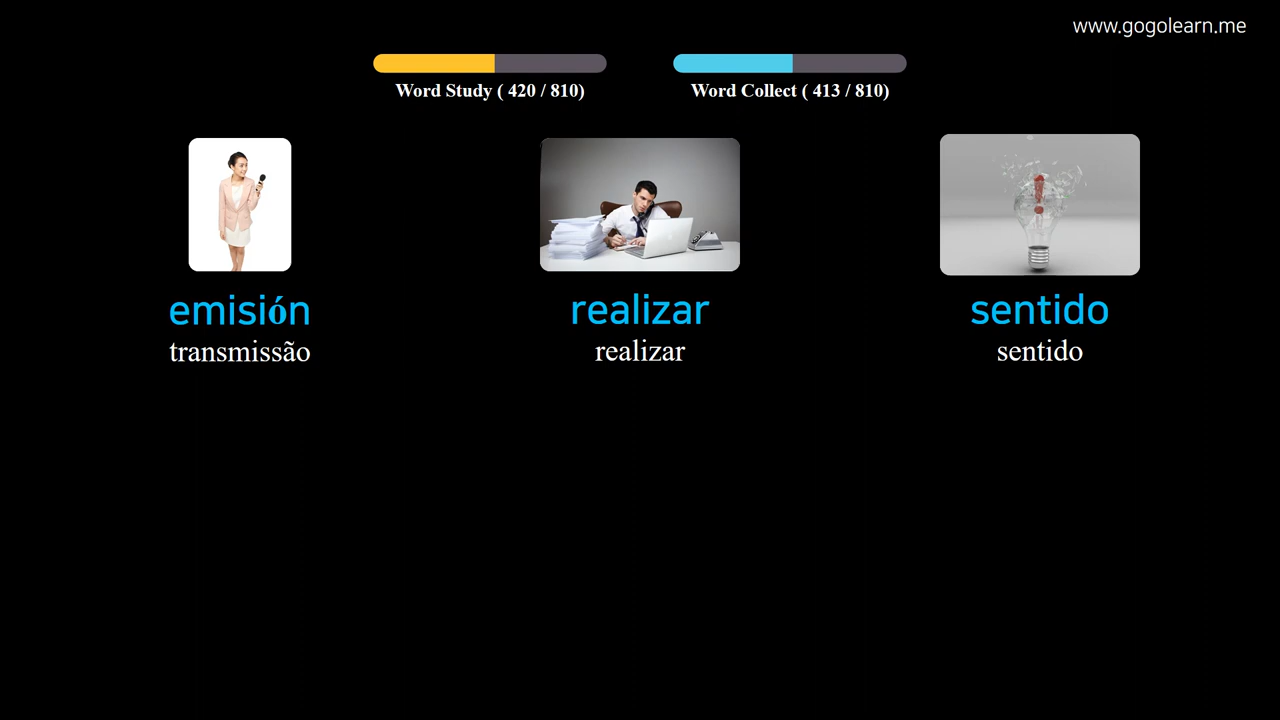 www.gogolearn.me
Word Study ( 420 / 810)
Word Collect ( 413 / 810)
emisión
realizar
sentido
transmissão
realizar
sentido